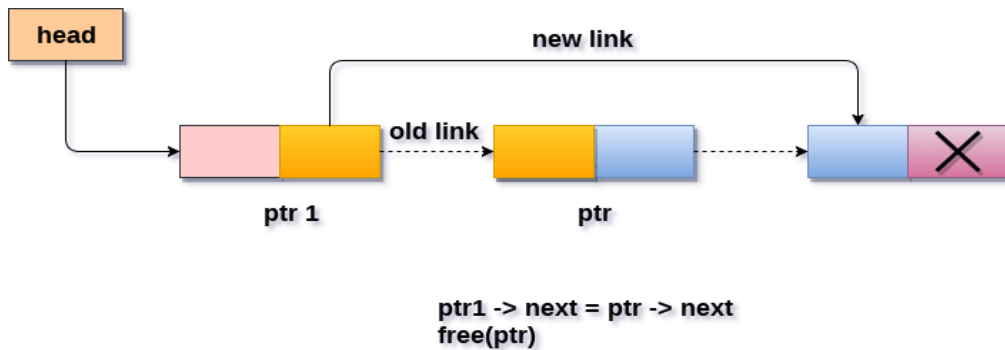 head
new link
old link
ptr 1
ptr
ptr1 -> next = ptr -> next
free(ptr)